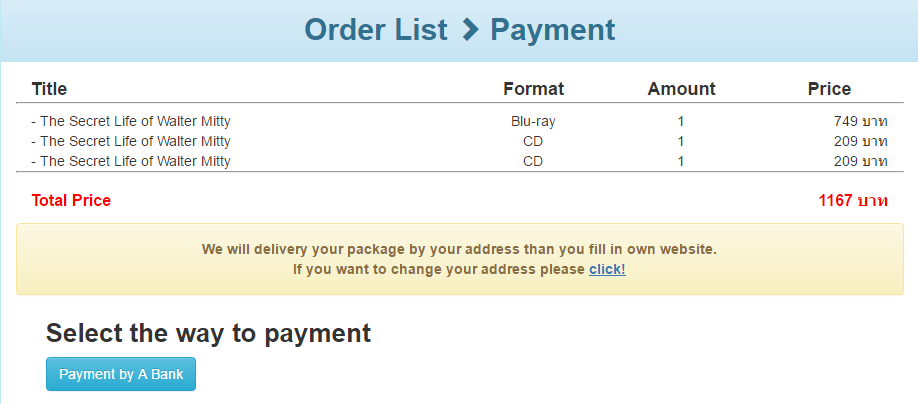 Order List > Payment
Title Format Amount Price
- The Secret Life of Walter Mitty Blu-ray 1 749 บาท
- The Secret Life of Walter Mitty CD 1 209 บาท
- The Secret Life of Walter Mitty CD 1 209 บาท
Total Price 1167 บาท
We will delivery your package by your address than you fill in own website.
If you want to change your address please click!
Select the way to payment
Payment by A Bank